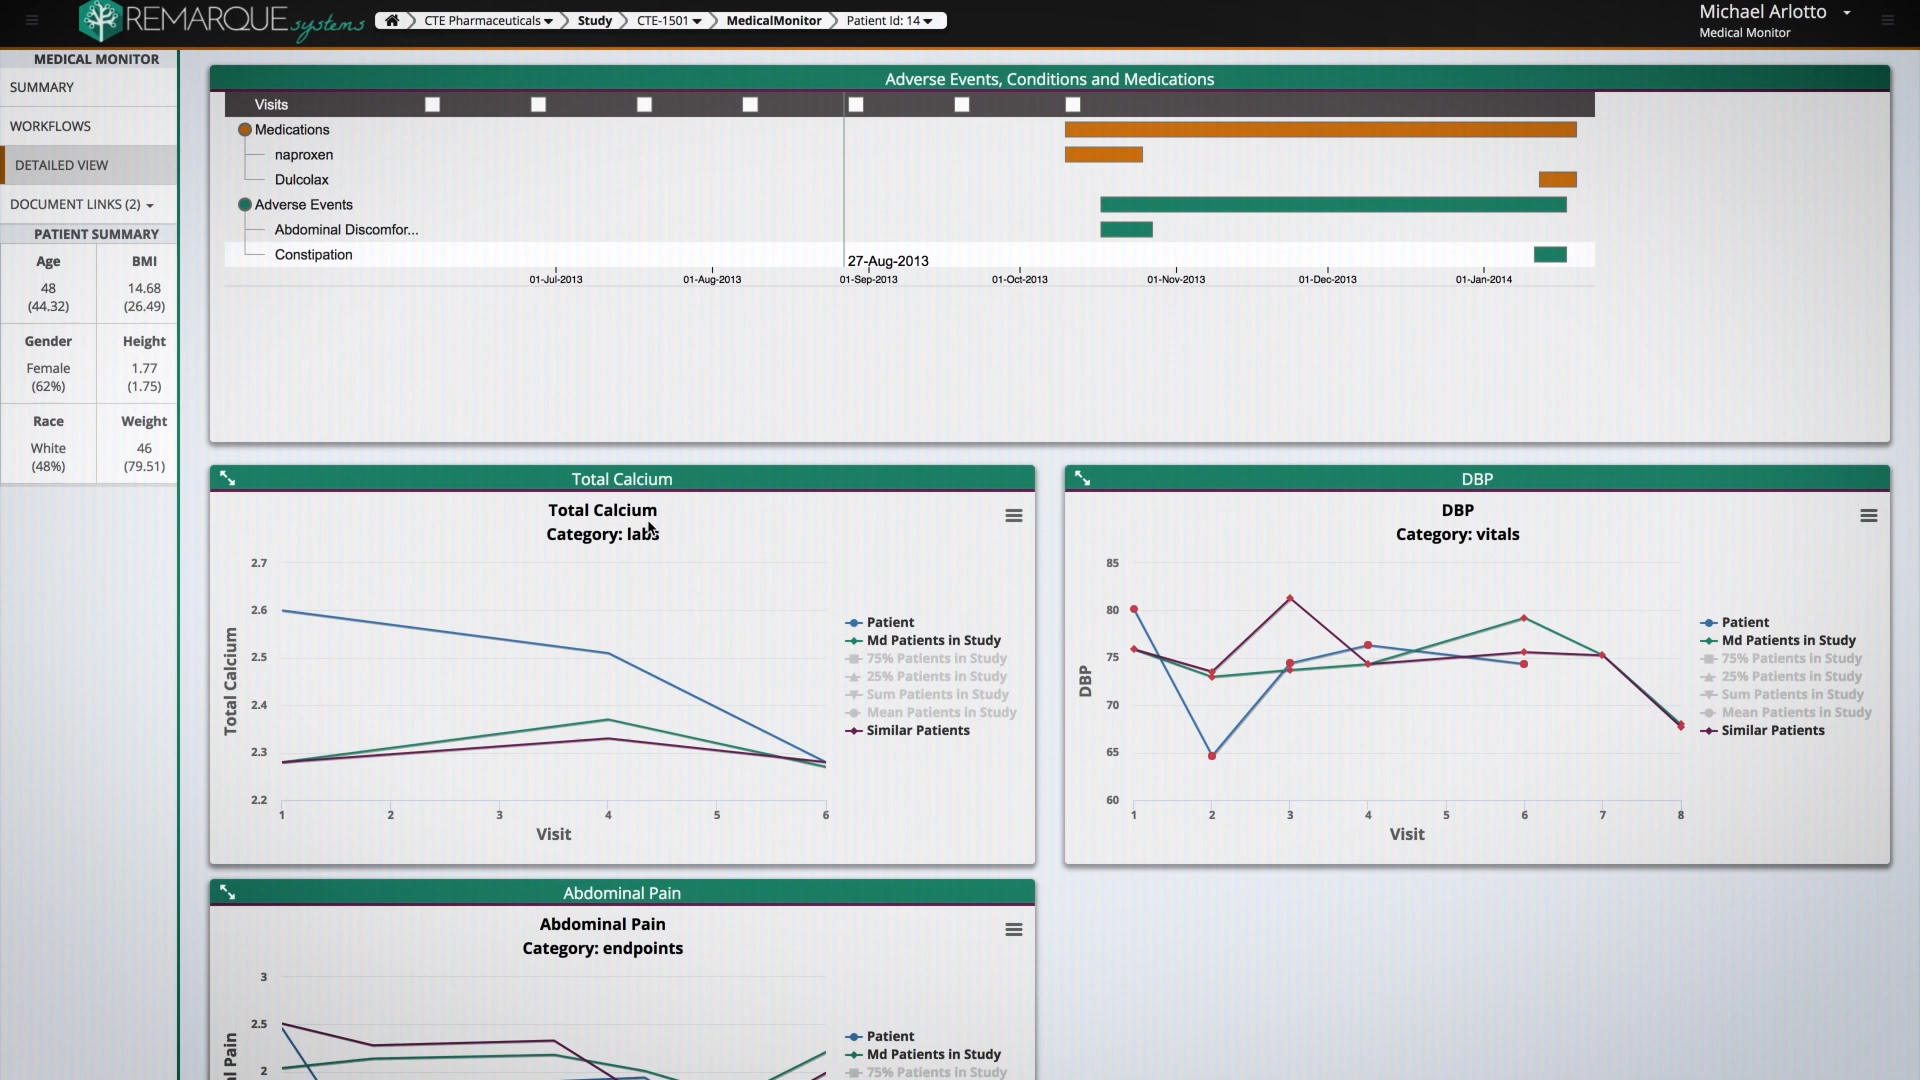 REMARQUE systems
CTE Pharmaceuticals
Study
CTE-1501
MedicalMonitor
Patient Id: 14
Michael Arlotto
Medical Monitor
MEDICAL MONITOR
SUMMARY
WORKFLOWS
DETAILED VIEW
DOCUMENT LINKS (2)
PATIENT SUMMARY
Age BMI
48 14.68
(44.32) (26.49)
Gender Height
Female 1.77
(62%) (1.75)
Race Weight
White 46
(48%) (79.51)
Adverse Events, Conditions and Medications
Visits
Medications
naproxen
Dulcolax
Adverse Events
Abdominal Discomfor...
Constipation
27-Aug-2013
01-Jul-2013 01-Aug-2013 01-Sep-2013 01-Oct-2013 01-Nov-2013 01-Dec-2013 01-Jan-2014
Total Calcium
Total Calcium
Category: labs
2.7
2.6
2.5
2.4
2.3
2.2
Total Calcium
1 2 3 4 5 6
Visit
Patient
Md Patients in Study
75% Patients in Study
25% Patients in Study
Sum Patients in Study
Mean Patients in Study
Similar Patients
DBP
DBP
Category: vitals
85
80
75
70
65
60
DBP
1 2 3 4 5 6 7 8
Visit
Patient
Md Patients in Study
75% Patients in Study
25% Patients in Study
Sum Patients in Study
Mean Patients in Study
Similar Patients
Abdominal Pain
Abdominal Pain
Category: endpoints
3
2.5
2
al Pain
Patient
Md Patients in Study
75% Patients in Study